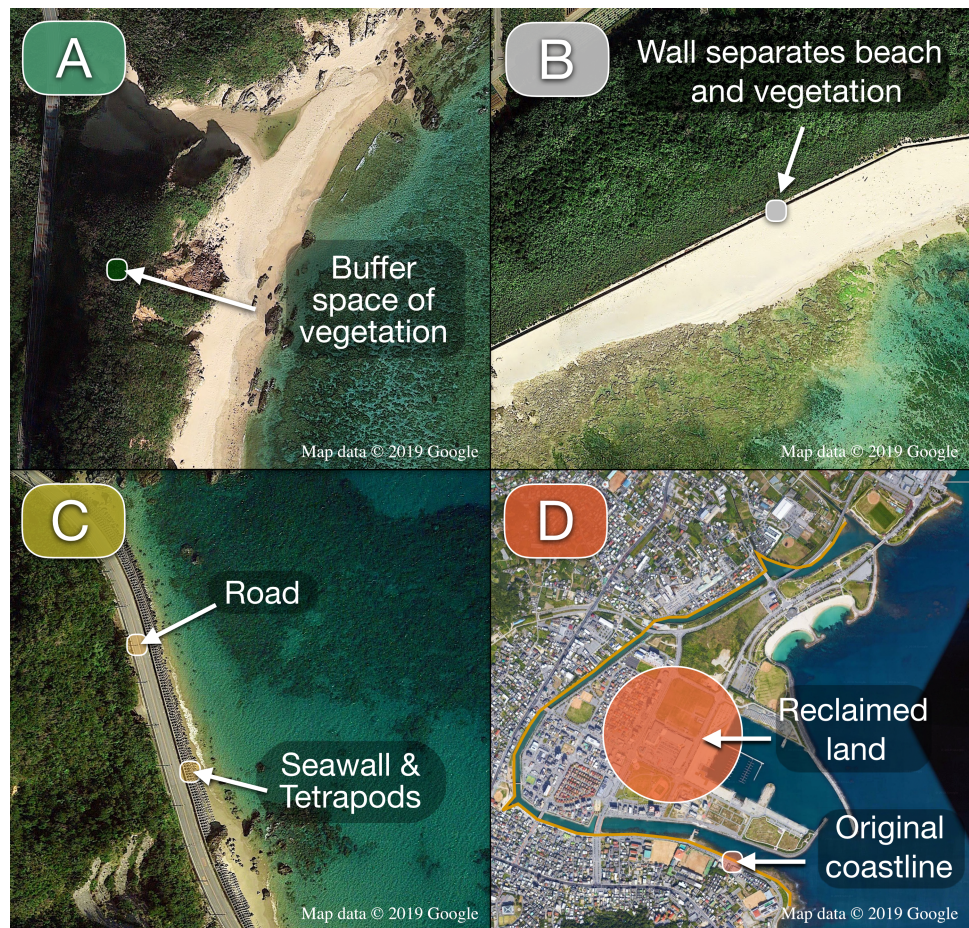 A
Buffer
space of
vegetation
Map data © 2019 Google
B
Wall separates beach
and vegetation
Map data © 2019 Google
C
Road
Seawall &
Tetrapods
Map data © 2019 Google
D
Reclaimed
land
Original
coastline
Map data © 2019 Google